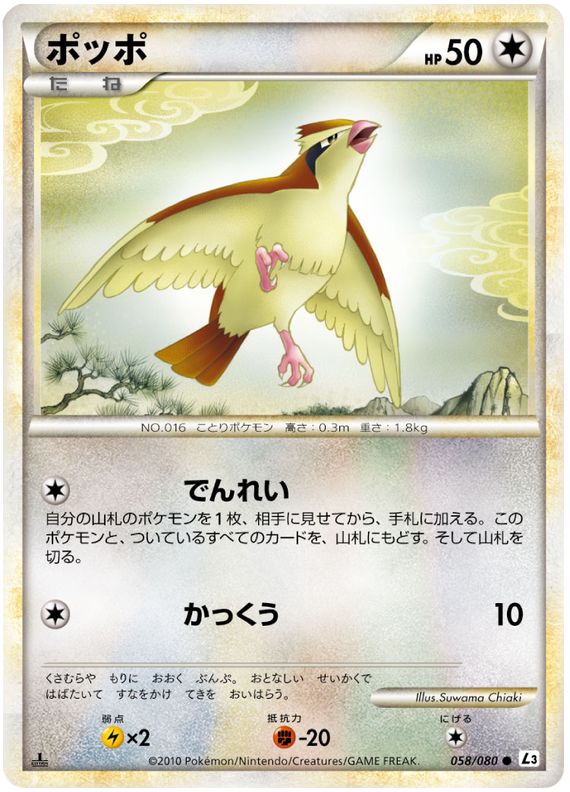 ポッポ
HP 50
たね
NO.016 ことりポケモン 高さ：0.3m 重さ：1.8kg
でんれい
自分の山札のポケモンを１枚、相手に見せてから、手札に加える。この
ポケモンと、ついているすべてのカードを、山札にもどす。そして山札を
切る。
かっくう 10
くさむらや もりに おおく ぶんぷ。おとなしい せいかくで
はばたいて すなをかけ てきを おいはらう。
Illus.Suwama Chiaki
弱点 抵抗力 にげる
×2 -20
1
©2010 Pokémon/Nintendo/Creatures/GAME FREAK.
058/080 ● L3